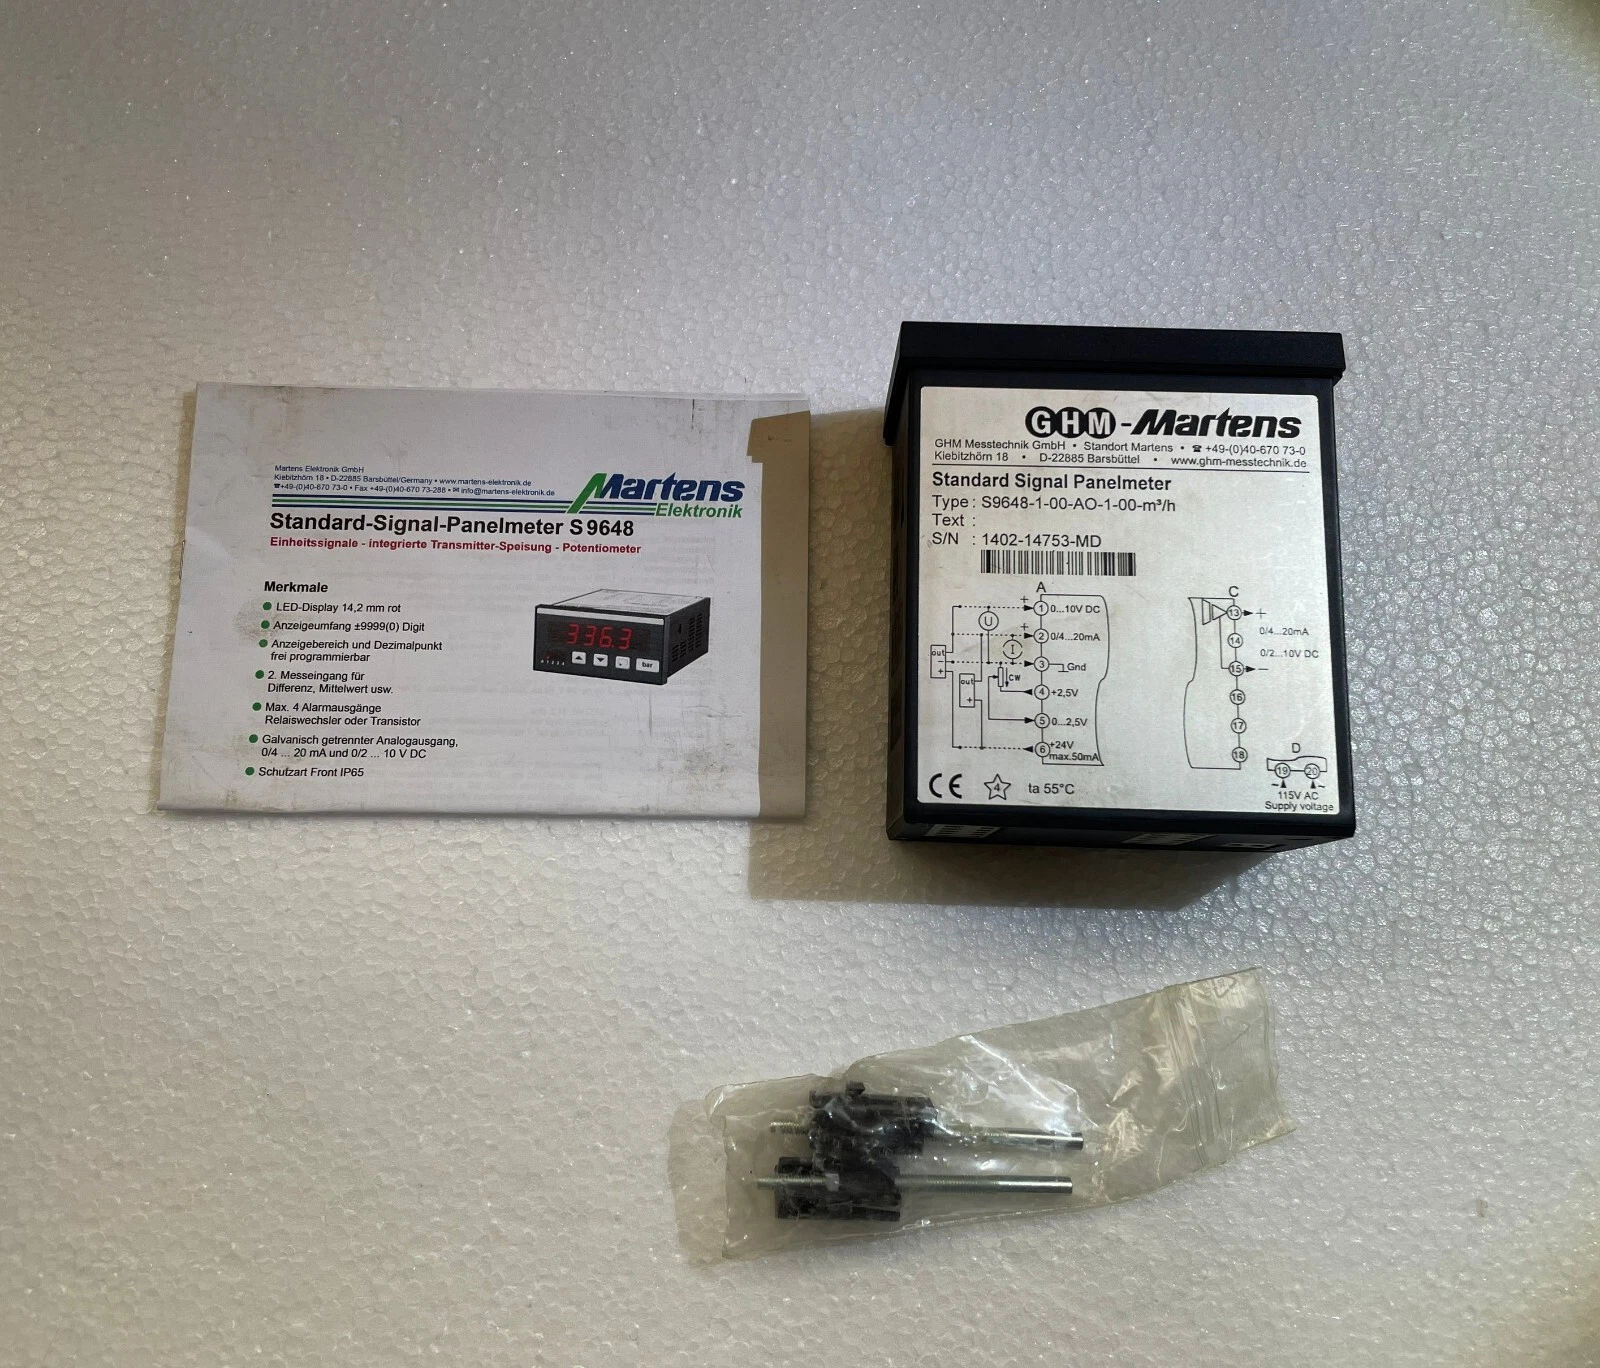 Martens Elektronik GmbH
Kiebitzhörn 18 • D-22885 Barsbüttel/Germany • www.martens-elektronik.de
☎+49-(0)40-670 73-0 • Fax +49-(0)40-670 73-288 • ✉ info@martens-elektronik.de
Martens
Elektronik
Standard-Signal-Panelmeter S 9648
Einheitssignale - integrierte Transmitter-Speisung - Potentiometer
Merkmale
LED-Display 14,2 mm rot
Anzeigeumfang ±9999(0) Digit
Anzeigebereich und Dezimalpunkt
frei programmierbar
2. Messeingang für
Differenz, Mittelwert usw.
Max. 4 Alarmausgänge
Relaiswechsler oder Transistor
Galvanisch getrennter Analogausgang,
0/4 ... 20 mA und 0/2 ... 10 V DC
Schutzart Front IP65
336.3
bar
GHM-Martens
GHM Messtechnik GmbH • Standort Martens • ☎ +49-(0)40-670 73-0
Kiebitzhörn 18 • D-22885 Barsbüttel • www.ghm-messtechnik.de
Standard Signal Panelmeter
Type : S9648-1-00-AO-1-00-m³/h
Text :
S/N : 1402-14753-MD
A
+ 1 0...10V DC
U
+ 2 0/4...20mA
I
out
+
3 Gnd
out
+
CW
4 +2,5V
5 0...2,5V
6 +24V
max.50mA
C
13 +
0/4...20mA
14
0/2...10V DC
15 −
16
17
18
D
19 20
~ ~
115V AC
Supply voltage
CE 4 ta 55°C